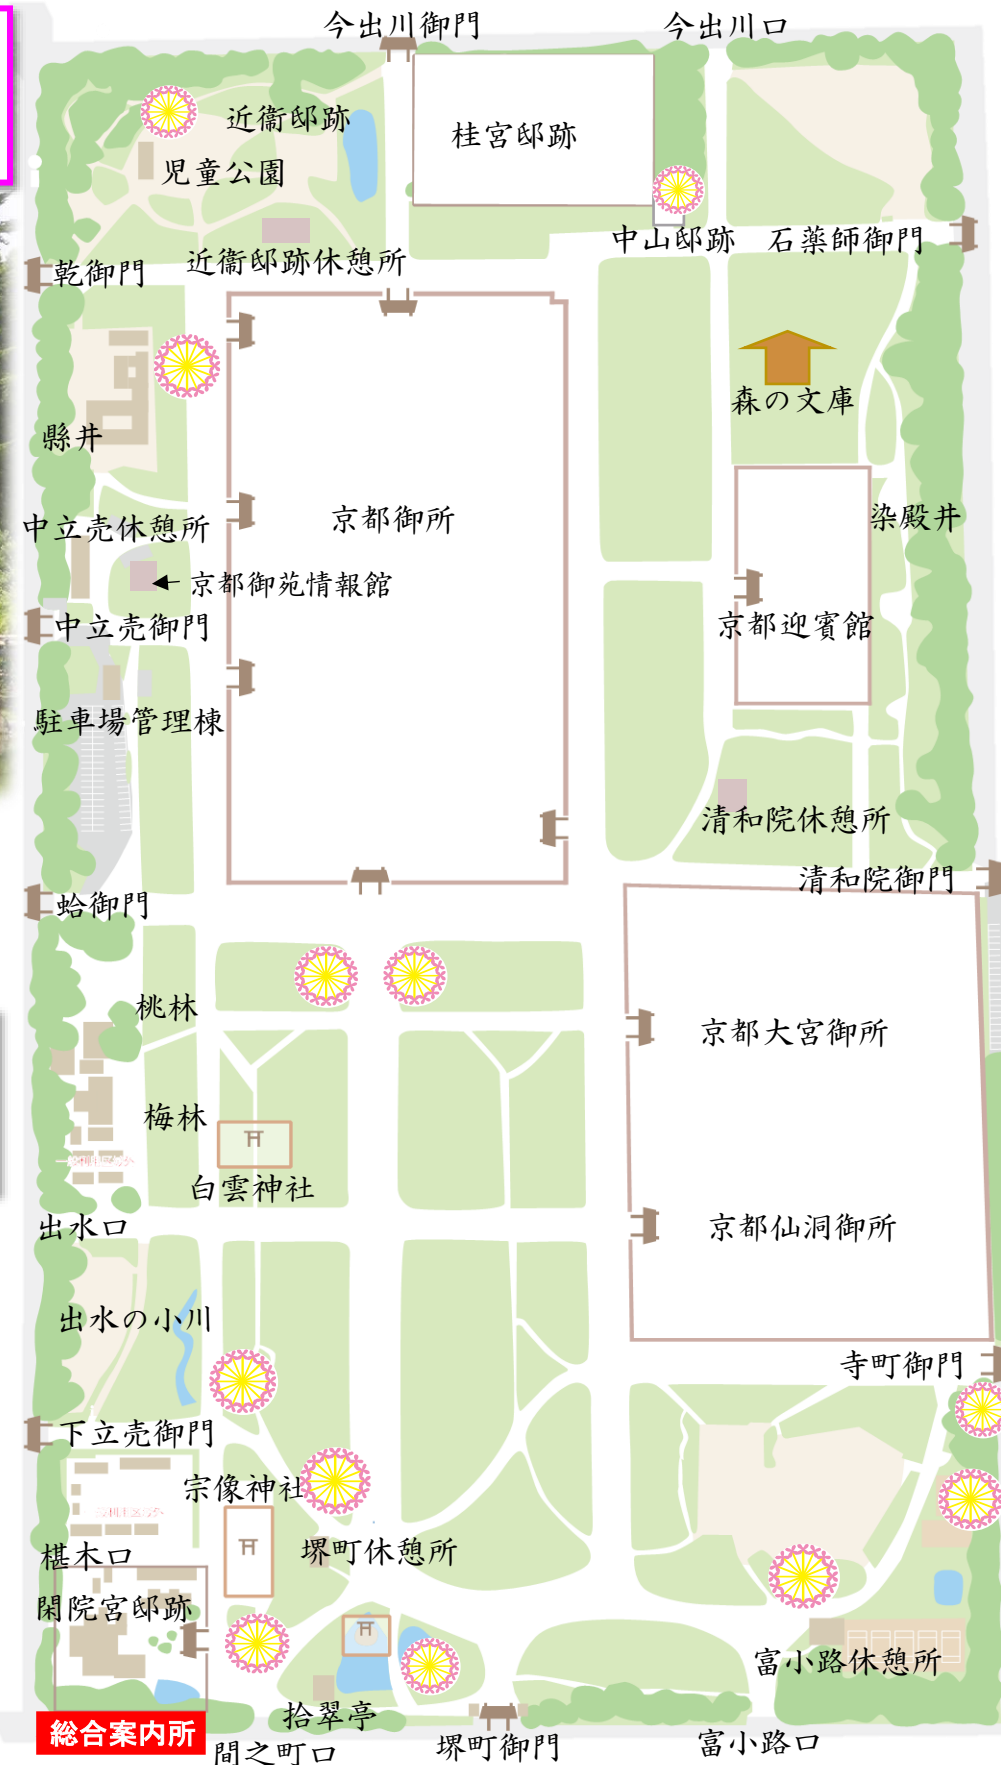 今出川御門
今出川口
近衞邸跡
桂宮邸跡
児童公園
中山邸跡
石薬師御門
近衞邸跡休憩所
乾御門
森の文庫
縣井
京都御所
中立売休憩所
染殿井
京都御苑情報館
中立売御門
京都迎賓館
駐車場管理棟
清和院休憩所
清和院御門
蛤御門
桃林
京都大宮御所
梅林
白雲神社
出水口
京都仙洞御所
出水の小川
寺町御門
下立売御門
宗像神社
堺町休憩所
椹木口
閑院宮邸跡
富小路休憩所
拾翠亭
総合案内所
間之町口
堺町御門
富小路口